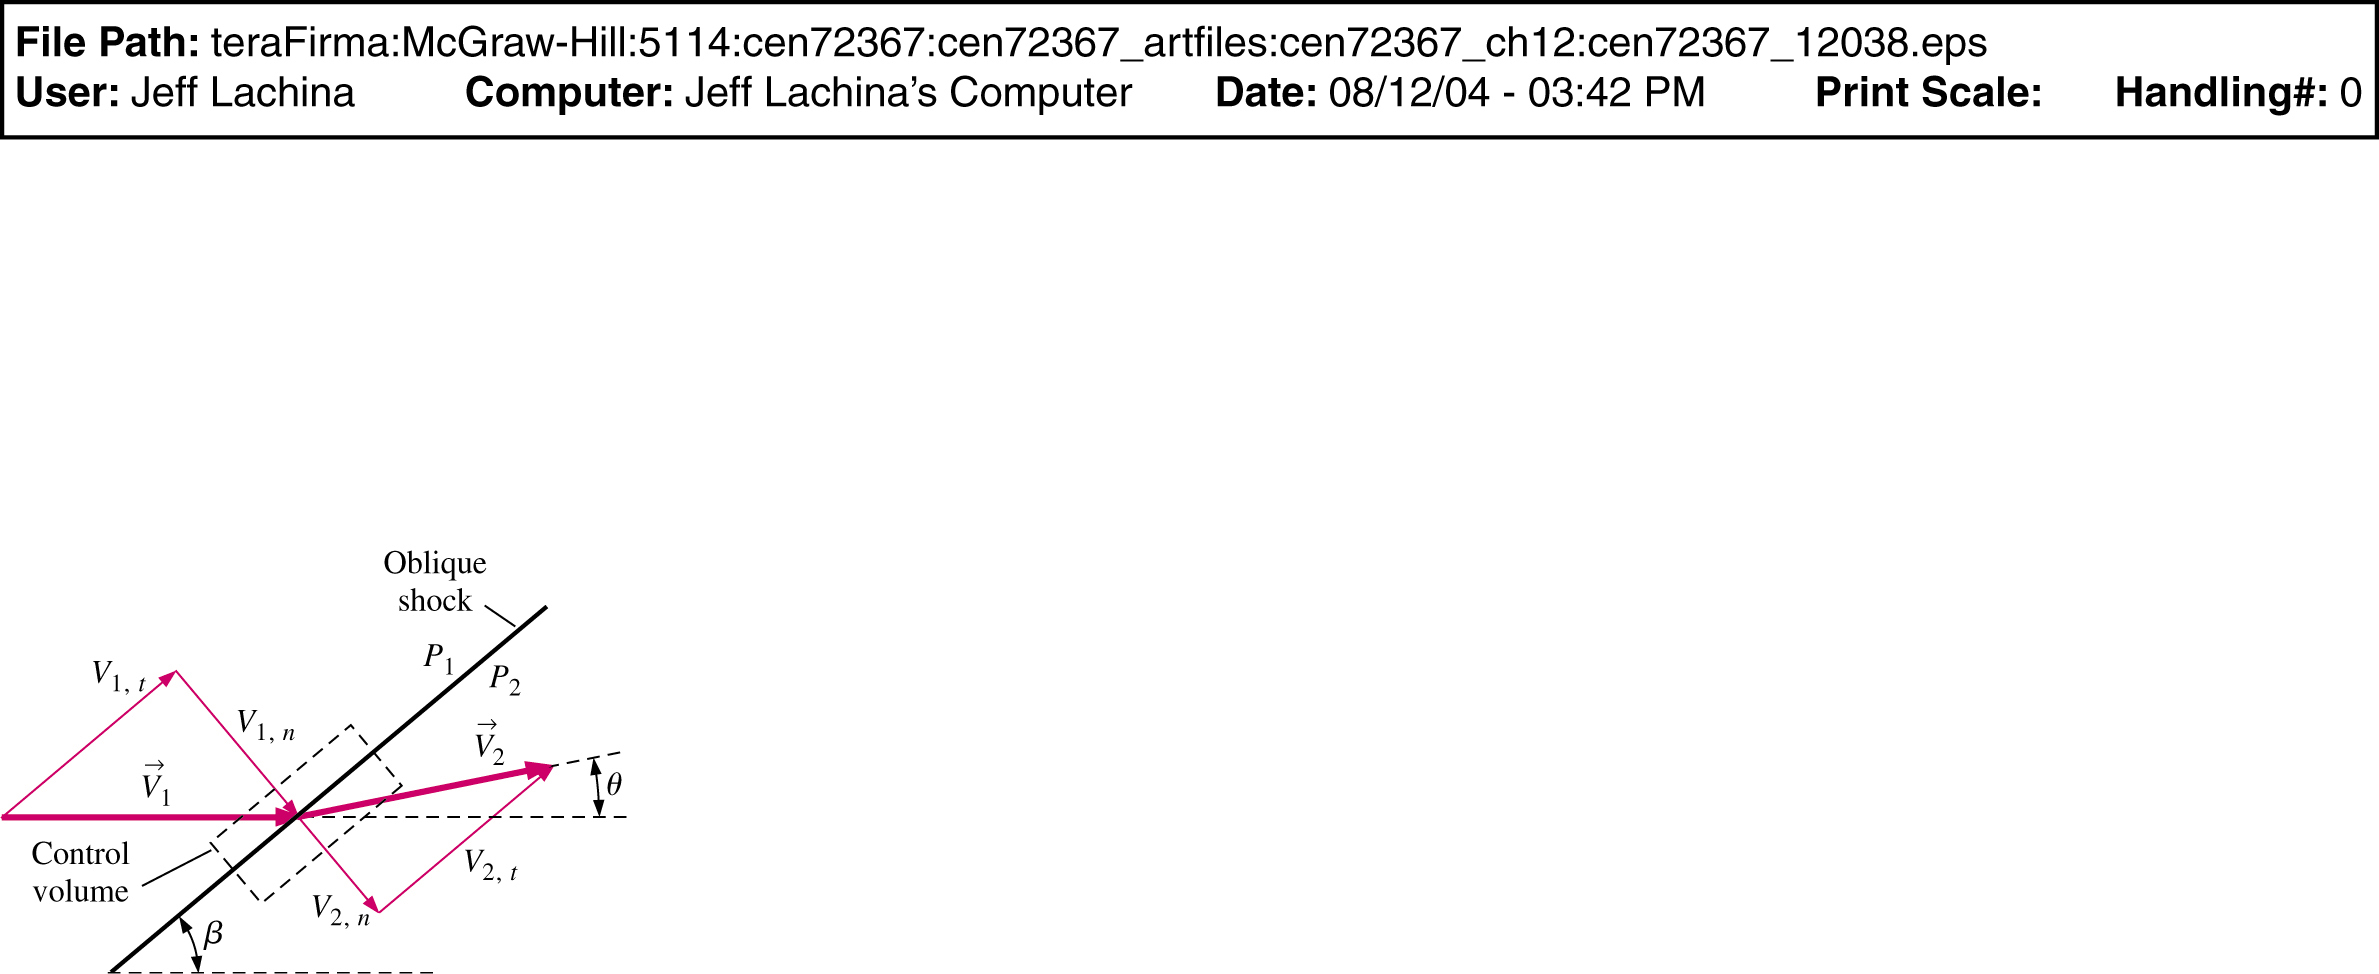 File Path: teraFirma:McGraw-Hill:5114:cen72367:cen72367_artfiles:cen72367_ch12:cen72367_12038.eps
User: Jeff Lachina Computer: Jeff Lachina’s Computer Date: 08/12/04 - 03:42 PM Print Scale: Handling#: 0
Oblique
shock
P1
P2
V1, t
V1, n
V⃗1
V⃗2
θ
Control
volume
V2, t
V2, n
β